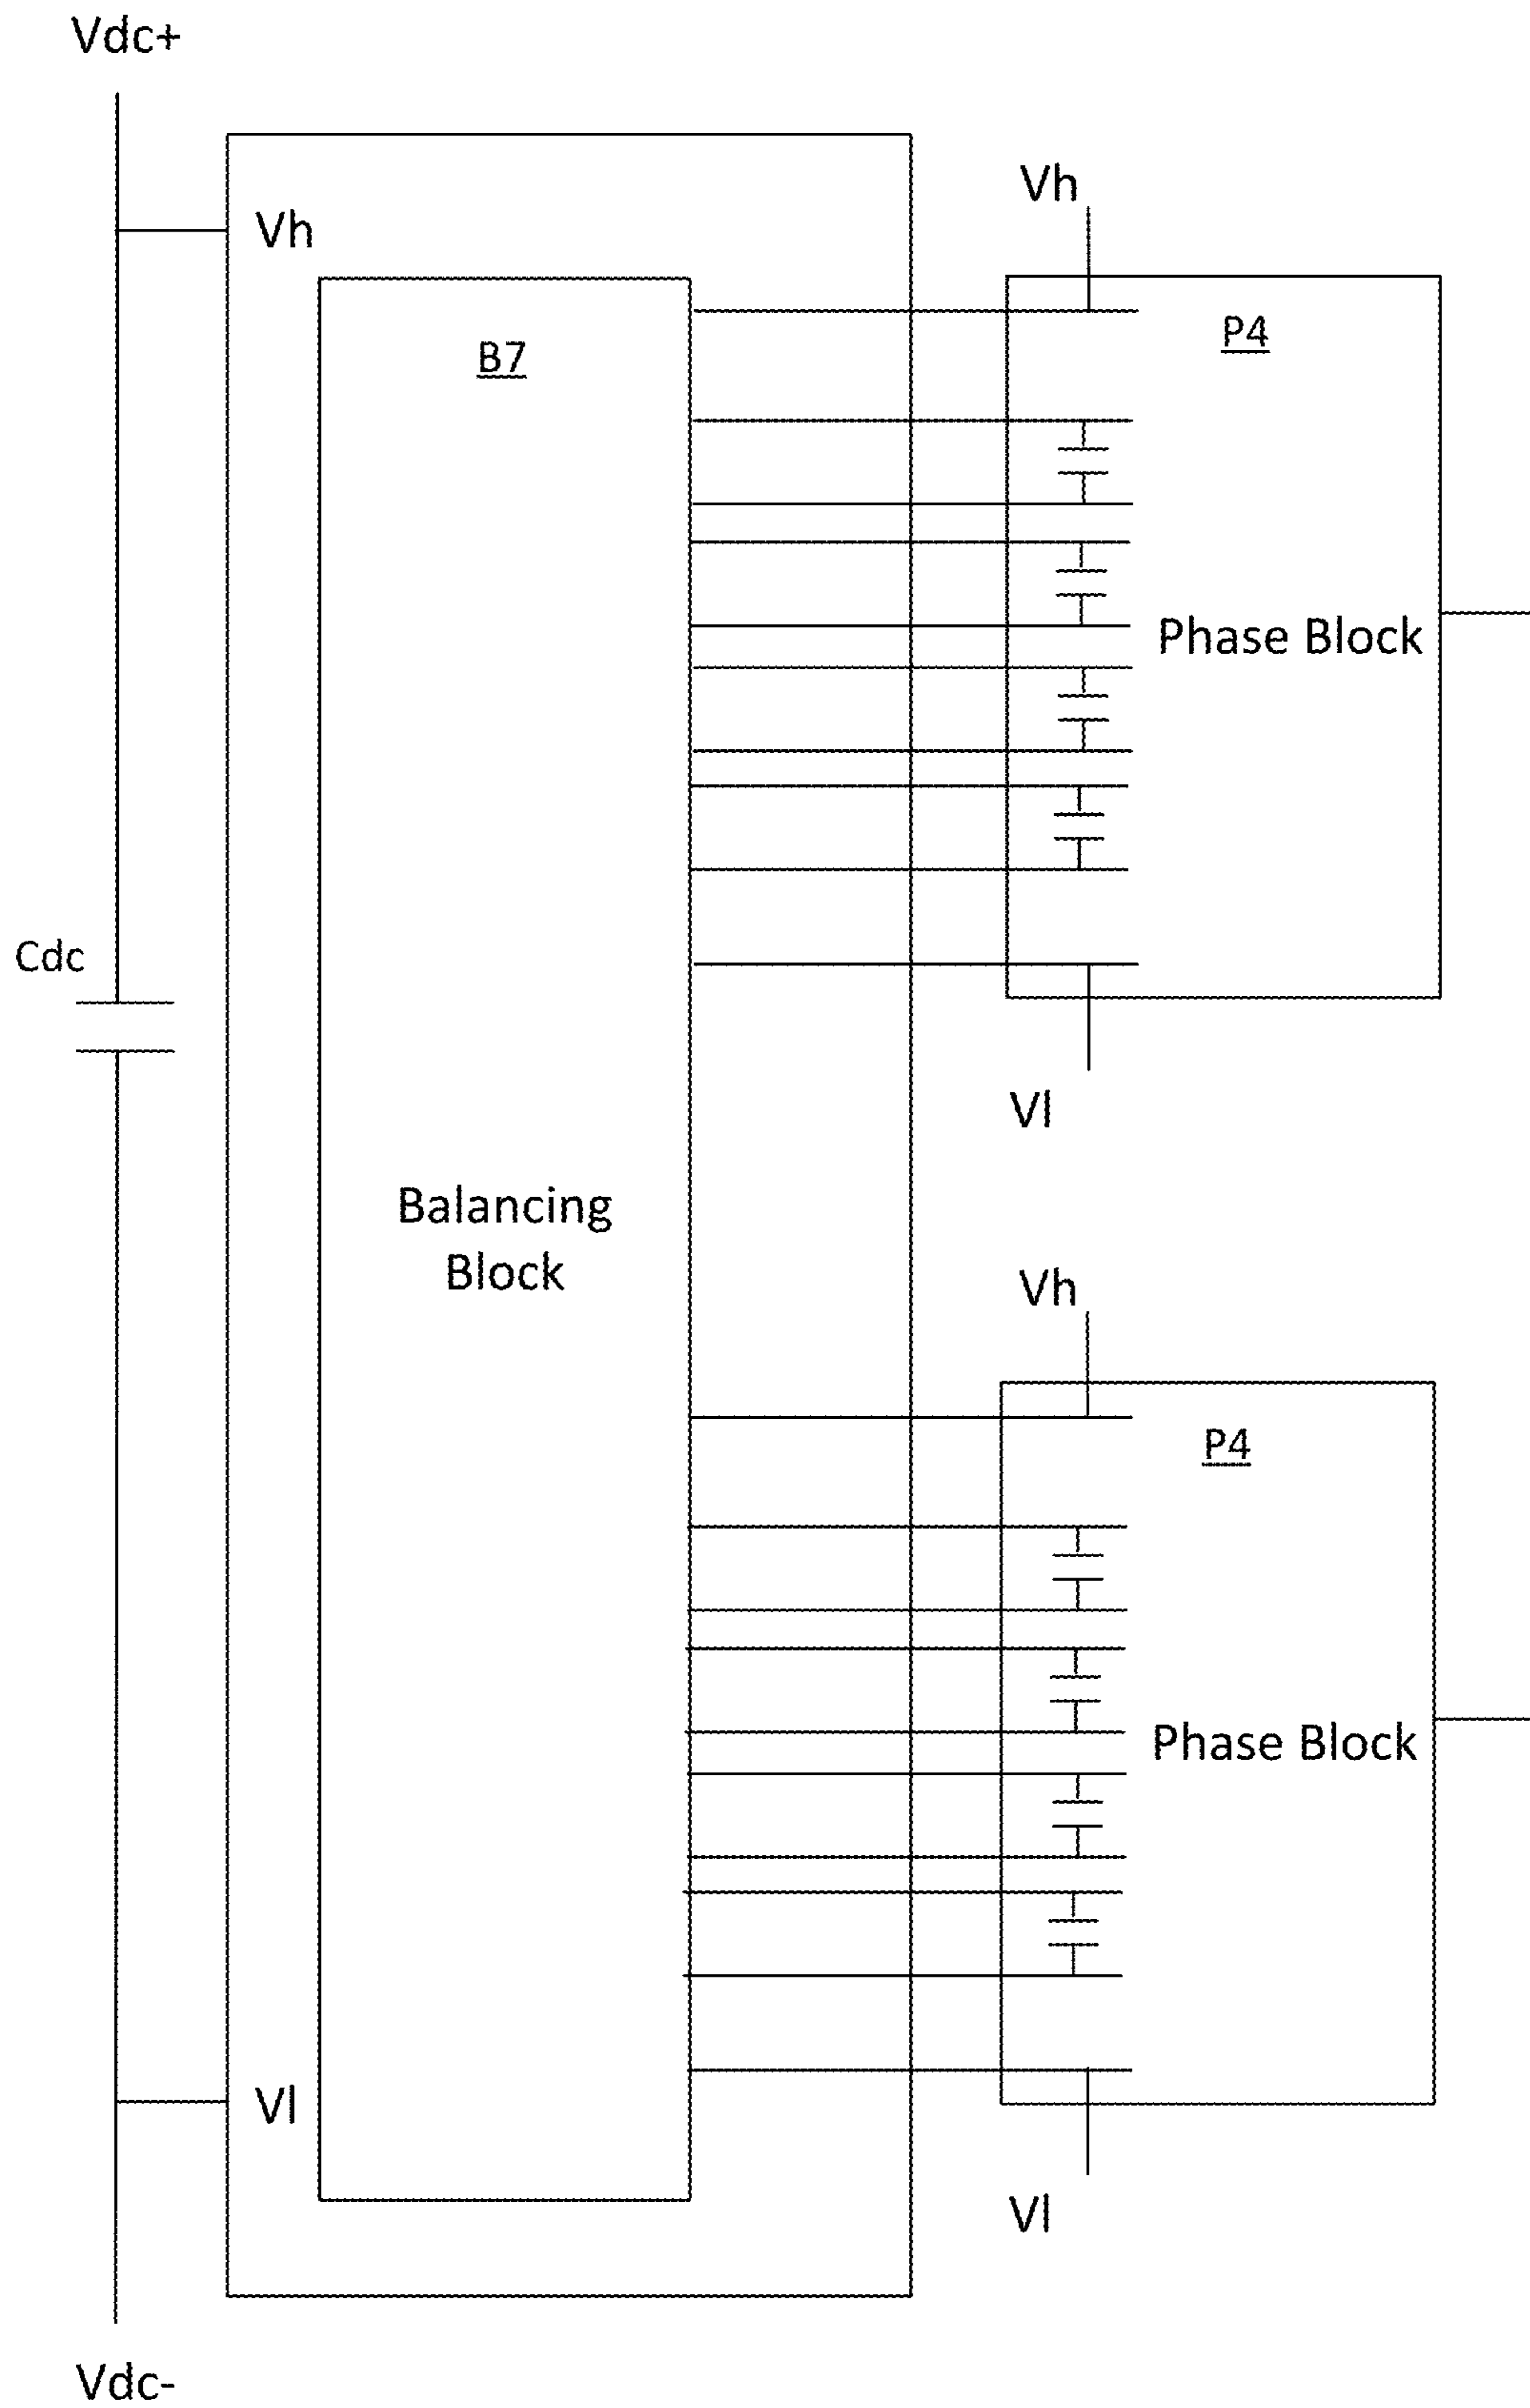 Vdc+
Vh
Vh
B7
P4
Phase Block
Cdc
Vl
Balancing
Block
Vh
P4
Phase Block
Vl
Vl
Vdc-